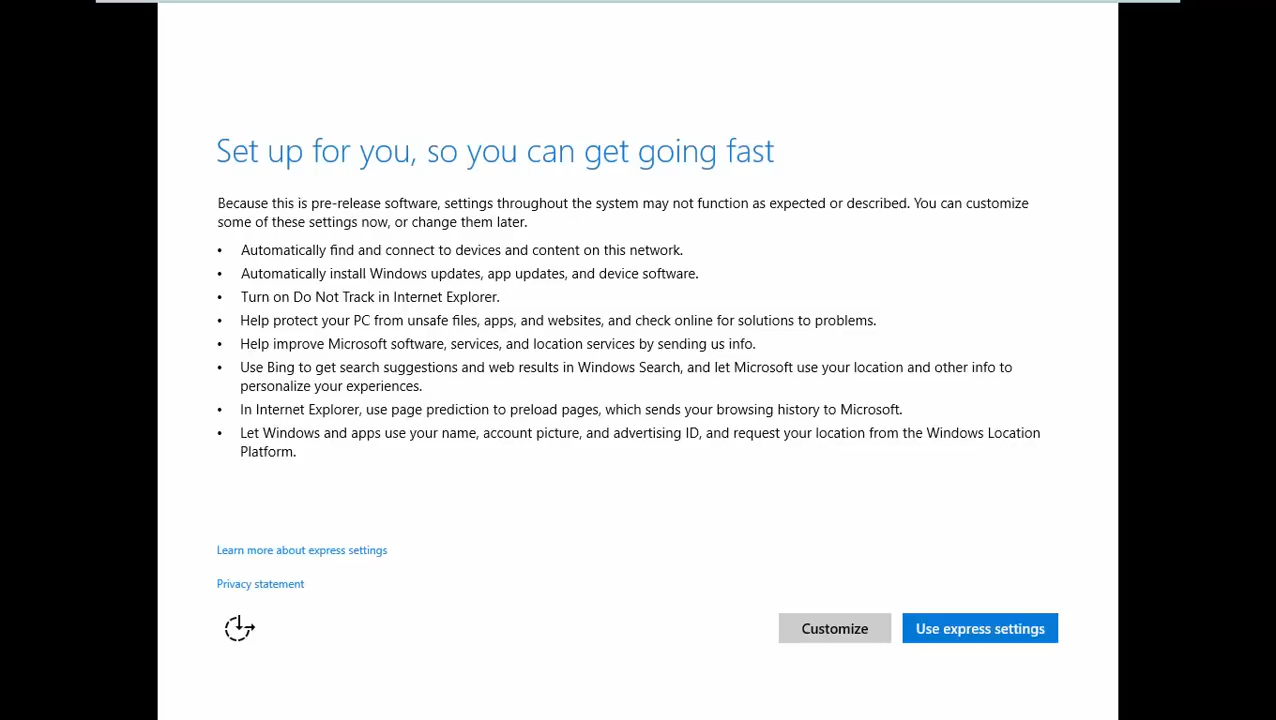 Set up for you, so you can get going fast
Because this is pre-release software, settings throughout the system may not function as expected or described. You can customize
some of these settings now, or change them later.
• Automatically find and connect to devices and content on this network.
• Automatically install Windows updates, app updates, and device software.
• Turn on Do Not Track in Internet Explorer.
• Help protect your PC from unsafe files, apps, and websites, and check online for solutions to problems.
• Help improve Microsoft software, services, and location services by sending us info.
• Use Bing to get search suggestions and web results in Windows Search, and let Microsoft use your location and other info to
personalize your experiences.
• In Internet Explorer, use page prediction to preload pages, which sends your browsing history to Microsoft.
• Let Windows and apps use your name, account picture, and advertising ID, and request your location from the Windows Location
Platform.
Learn more about express settings
Privacy statement
Customize
Use express settings